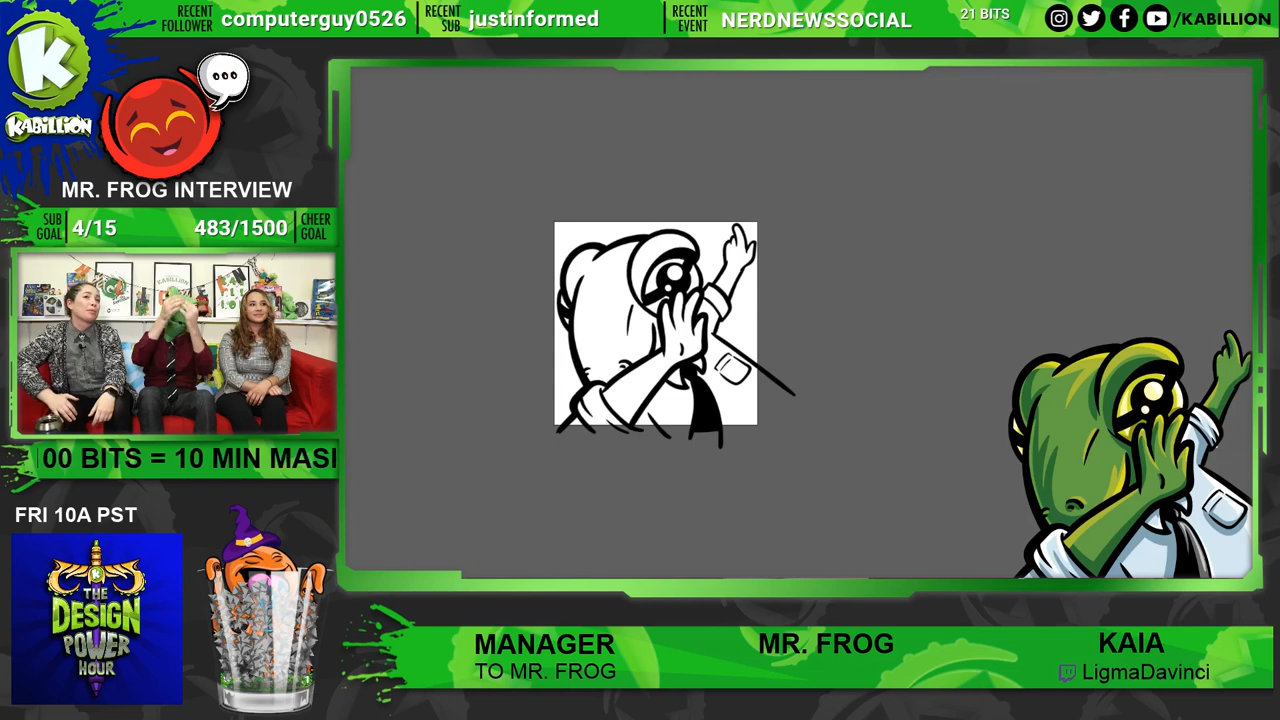 RECENT FOLLOWER computerguy0526
RECENT SUB justinformed
RECENT EVENT NERDNEWSSOCIAL
21 BITS
/KABILLION
K
KABILLION
MR. FROG INTERVIEW
SUB GOAL 4/15
483/1500 CHEER GOAL
00 BITS = 10 MIN MAS
FRI 10A PST
THE
DESIGN
POWER
HOUR
MANAGER
TO MR. FROG
MR. FROG
KAIA
LigmaDavinci